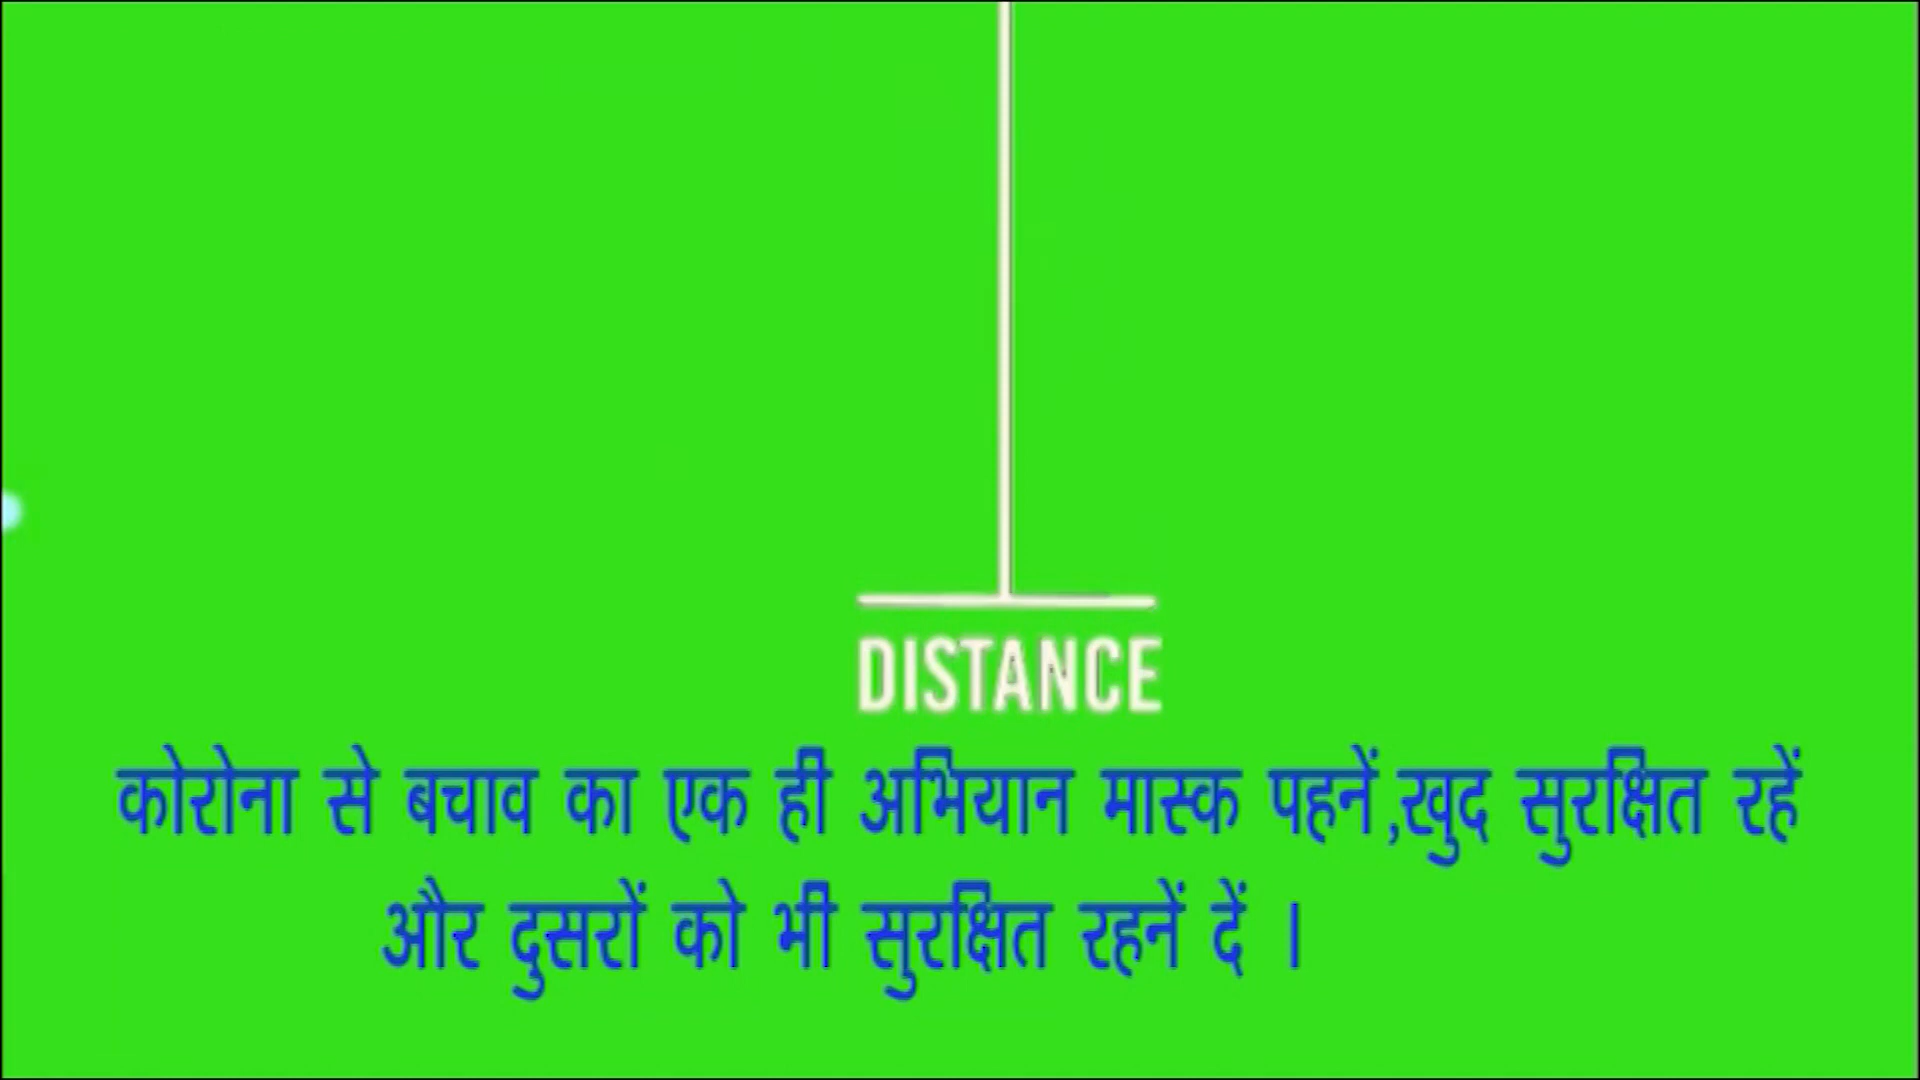 DISTANCE
कोरोना से बचाव का एक ही अभियान मास्क पहनें,खुद सुरक्षित रहें
और दुसरों को भी सुरक्षित रहनें दें ।